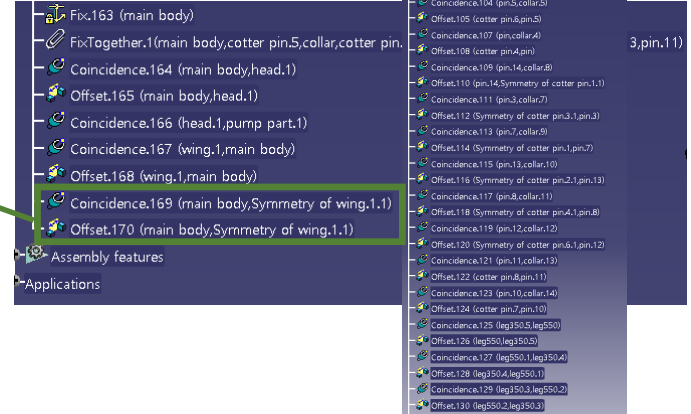 Fix.163 (main body)
FixTogether.1(main body,cotter pin.5,collar,cotter pin.
3,pin.11)
Coincidence.164 (main body,head.1)
Offset.165 (main body,head.1)
Coincidence.166 (head.1,pump part.1)
Coincidence.167 (wing.1,main body)
Offset.168 (wing.1,main body)
Coincidence.169 (main body,Symmetry of wing.1.1)
Offset.170 (main body,Symmetry of wing.1.1)
Assembly features
Applications
Coincidence.104 (pin.5,collar.5)
Offset.105 (cotter pin.6,pin.5)
Coincidence.107 (pin,collar.4)
Offset.108 (cotter pin.4,pin)
Coincidence.109 (pin.14,collar.8)
Offset.110 (pin.14,Symmetry of cotter pin.1.1)
Coincidence.111 (pin.3,collar.7)
Offset.112 (Symmetry of cotter pin.3.1,pin.3)
Coincidence.113 (pin.7,collar.9)
Offset.114 (Symmetry of cotter pin.1,pin.7)
Coincidence.115 (pin.13,collar.10)
Offset.116 (Symmetry of cotter pin.2.1,pin.13)
Coincidence.117 (pin.8,collar.11)
Offset.118 (Symmetry of cotter pin.4.1,pin.8)
Coincidence.119 (pin.12,collar.12)
Offset.120 (Symmetry of cotter pin.6.1,pin.12)
Coincidence.121 (pin.11,collar.13)
Offset.122 (cotter pin.8,pin.11)
Coincidence.123 (pin.10,collar.14)
Offset.124 (cotter pin.7,pin.10)
Coincidence.125 (leg350.5,leg550)
Offset.126 (leg550,leg350.5)
Coincidence.127 (leg550.1,leg350.4)
Offset.128 (leg350.4,leg550.1)
Coincidence.129 (leg350.3,leg550.2)
Offset.130 (leg550.2,leg350.3)